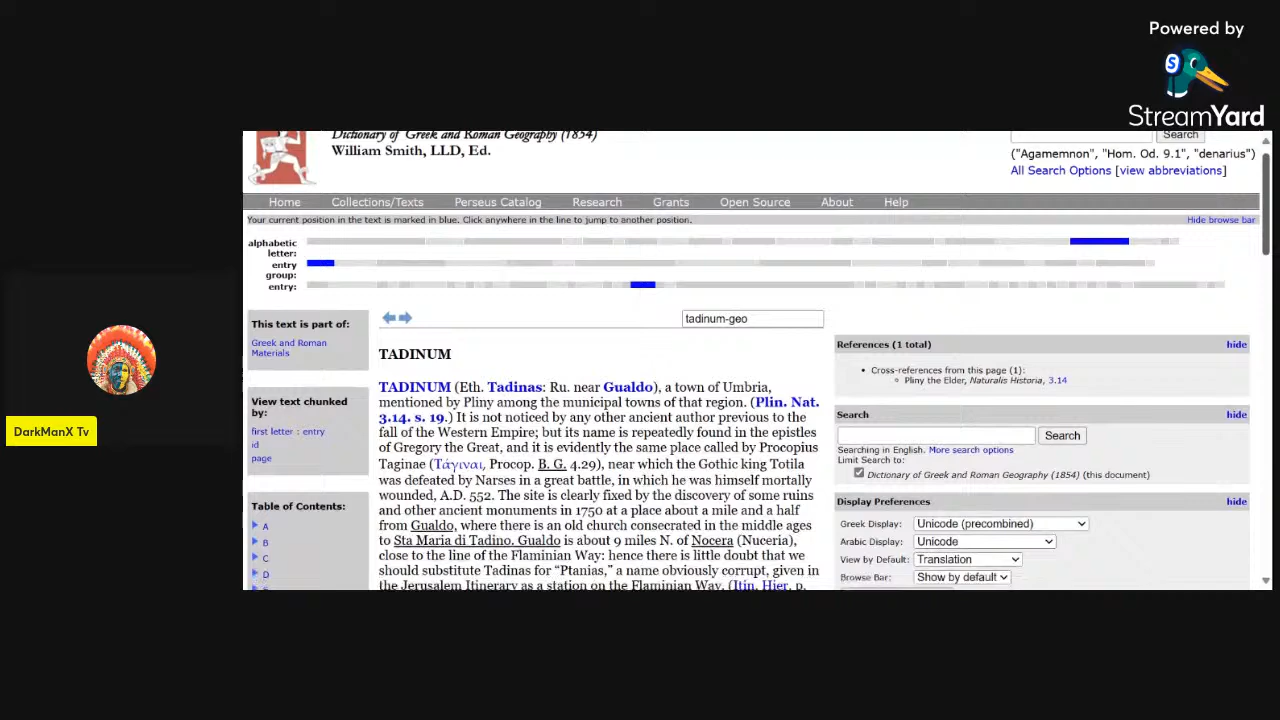 Powered by
S
StreamYard
Dictionary of Greek and Roman Geography (1854)
William Smith, LLD, Ed.
Search
("Agamemnon", "Hom. Od. 9.1", "denarius")
All Search Options [view abbreviations]
Home Collections/Texts Perseus Catalog Research Grants Open Source About Help
Your current position in the text is marked in blue. Click anywhere in the line to jump to another position.
Hide browse bar
alphabetic
letter:
entry
group:
entry:
This text is part of:
Greek and Roman
Materials
View text chunked
by:
first letter : entry
id
page
Table of Contents:
A
B
C
D
tadinum-geo
TADINUM
TADINUM (Eth. Tadinas: Ru. near Gualdo), a town of Umbria,
mentioned by Pliny among the municipal towns of that region. (Plin. Nat.
3.14. s. 19.) It is not noticed by any other ancient author previous to the
fall of the Western Empire; but its name is repeatedly found in the epistles
of Gregory the Great, and it is evidently the same place called by Procopius
Taginae (Τάγιναι, Procop. B. G. 4.29), near which the Gothic king Totila
was defeated by Narses in a great battle, in which he was himself mortally
wounded, A.D. 552. The site is clearly fixed by the discovery of some ruins
and other ancient monuments in 1750 at a place about a mile and a half
from Gualdo, where there is an old church consecrated in the middle ages
to Sta Maria di Tadino. Gualdo is about 9 miles N. of Nocera (Nuceria),
close to the line of the Flaminian Way: hence there is little doubt that we
should substitute Tadinas for “Ptanias,” a name obviously corrupt, given in
the Jerusalem Itinerary as a station on the Flaminian Way. (Itin. Hier. p.
References (1 total)
hide
Cross-references from this page (1):
Pliny the Elder, Naturalis Historia, 3.14
Search
hide
Search
Searching in English. More search options
Limit Search to:
Dictionary of Greek and Roman Geography (1854) (this document)
Display Preferences
hide
Greek Display: Unicode (precombined)
Arabic Display: Unicode
View by Default: Translation
Browse Bar: Show by default
DarkManX Tv